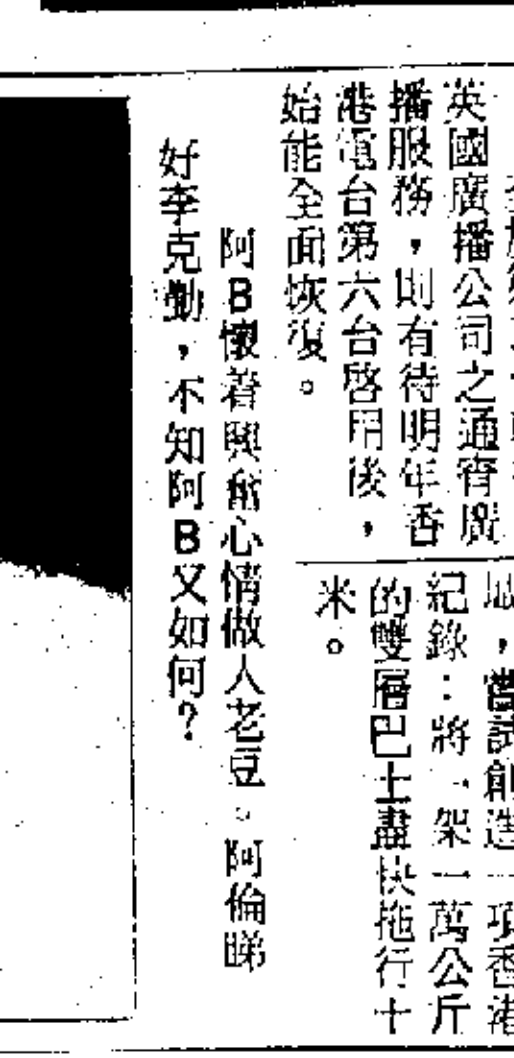 英國廣播公司之通宵廣
播服務，則有待明年香
港電台第六台啓用後，
始能全面恢復。
，嘗試創造一項香港
紀錄：將一架一萬公斤
的雙層巴士盡快拖行十
米。
阿B懷着興奮心情做人老豆。阿倫睇
好李克勤，不知阿B又如何？